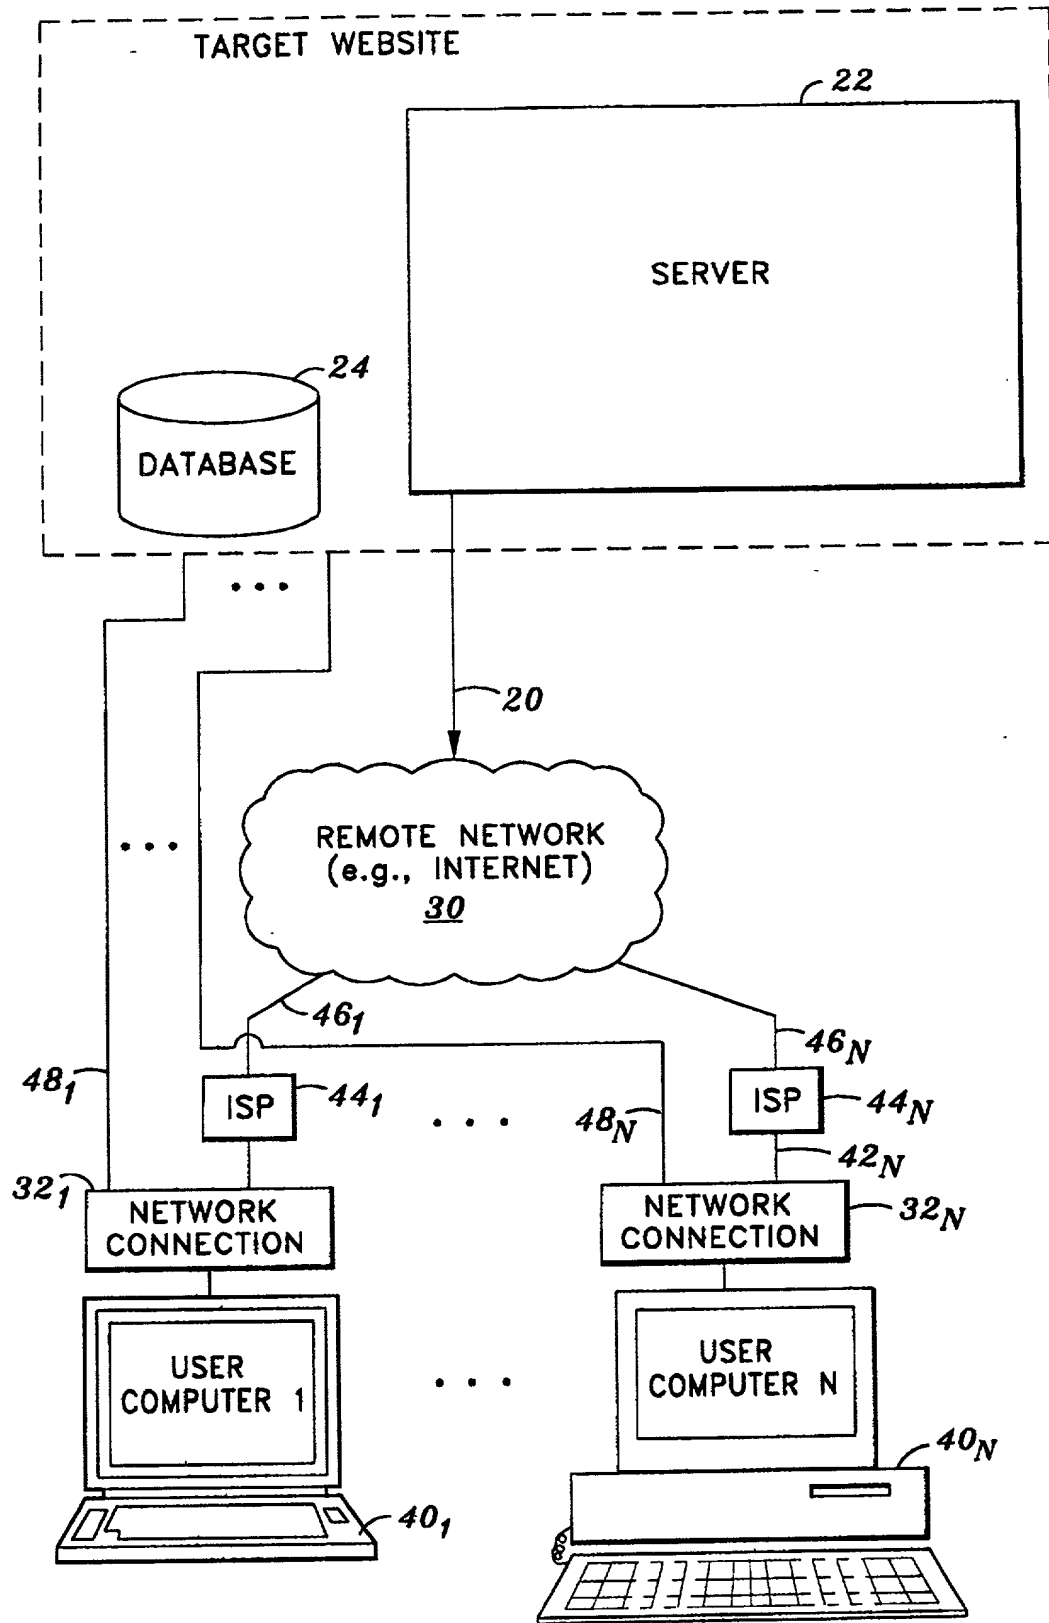 TARGET WEBSITE
22
SERVER
24
DATABASE
20
REMOTE NETWORK
(e.g., INTERNET)
30
46₁
46N
48₁
ISP
44₁
48N
ISP
44N
42N
32₁
NETWORK
CONNECTION
NETWORK
CONNECTION
32N
USER
COMPUTER 1
USER
COMPUTER N
40N
40₁